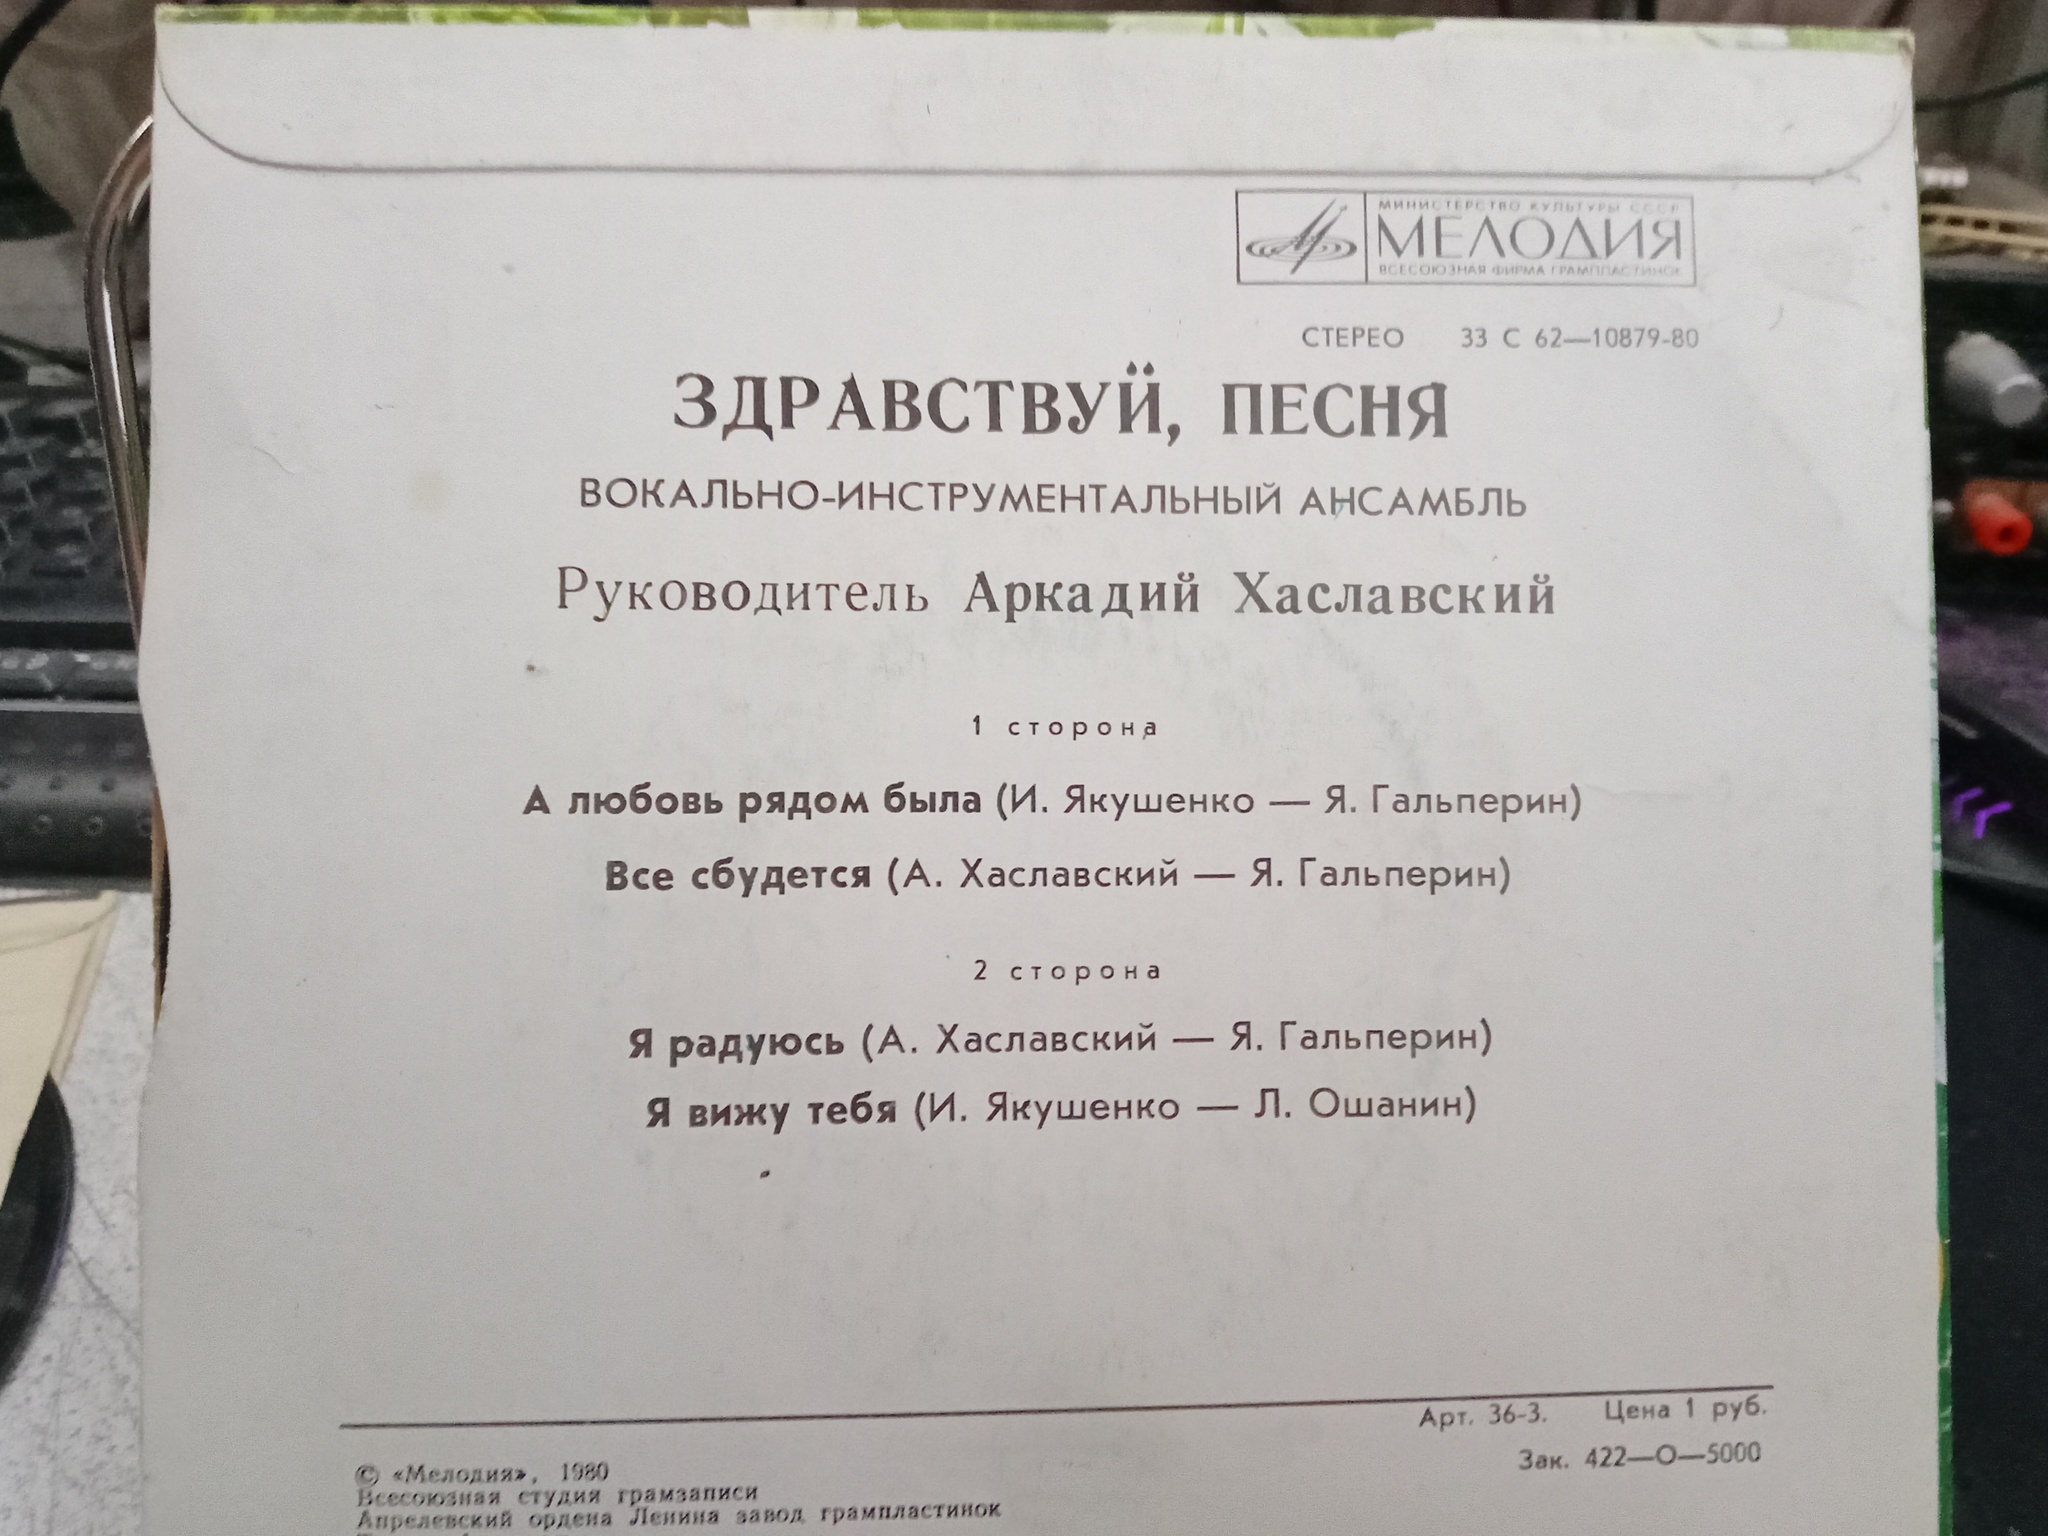 МИНИСТЕРСТВО КУЛЬТУРЫ СССР
МЕЛОДИЯ
ВСЕСОЮЗНАЯ ФИРМА ГРАМПЛАСТИНОК
СТЕРЕО 33 С 62—10879-80
ЗДРАВСТВУЙ, ПЕСНЯ
ВОКАЛЬНО-ИНСТРУМЕНТАЛЬНЫЙ АНСАМБЛЬ
Руководитель Аркадий Хаславский
1 сторона
А любовь рядом была (И. Якушенко — Я. Гальперин)
Все сбудется (А. Хаславский — Я. Гальперин)
2 сторона
Я радуюсь (А. Хаславский — Я. Гальперин)
Я вижу тебя (И. Якушенко — Л. Ошанин)
Арт. 36-3. Цена 1 руб.
Зак. 422—О—5000
© «Мелодия», 1980
Всесоюзная студия грамзаписи
Апрелевский ордена Ленина завод грампластинок